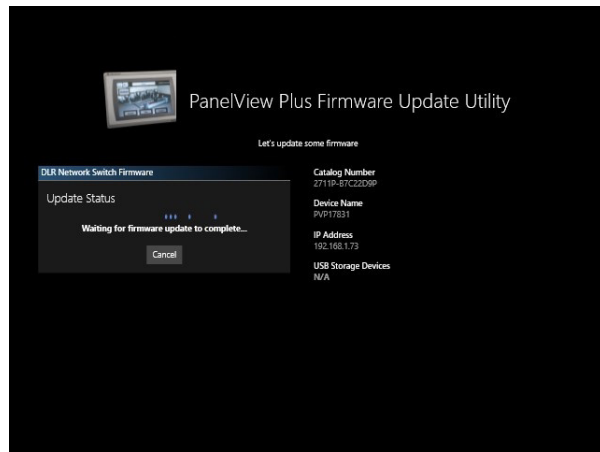 PanelView Plus Firmware Update Utility
Let's update some firmware
DLR Network Switch Firmware
Update Status
Waiting for firmware update to complete...
Cancel
Catalog Number
2711P-B7C22D9P
Device Name
PVP17831
IP Address
192.168.1.73
USB Storage Devices
N/A